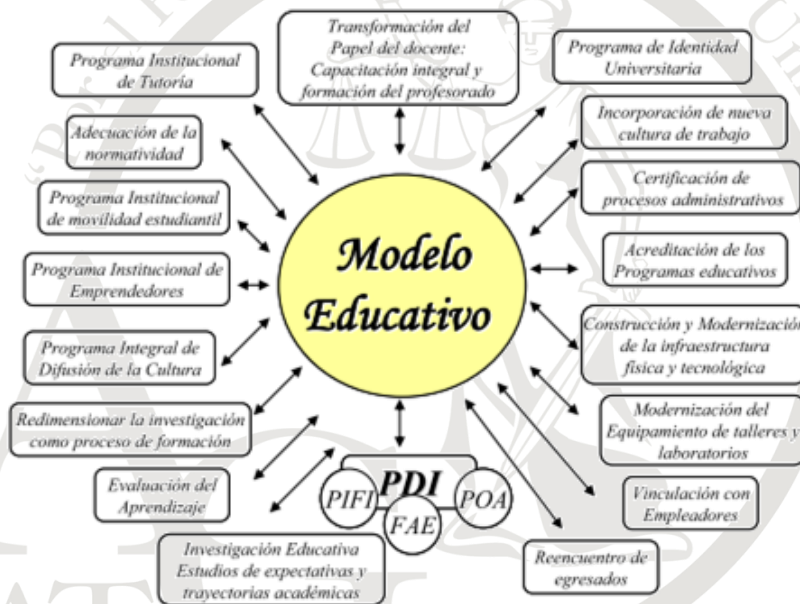 Transformación del
Papel del docente:
Capacitación integral y
formación del profesorado
Programa Institucional
de Tutoría
Programa de Identidad
Universitaria
Adecuación de la
normatividad
Incorporación de nueva
cultura de trabajo
Programa Institucional
de movilidad estudiantil
Certificación de
procesos administrativos
Programa Institucional de
Emprendedores
Modelo
Educativo
Acreditación de los
Programas educativos
Programa Integral de
Difusión de la Cultura
Construcción y Modernización
de la infraestructura
física y tecnológica
Redimensionar la investigación
como proceso de formación
Modernización del
Equipamiento de talleres y
laboratorios
Evaluación del
Aprendizaje
PDI
PIFI
POA
FAE
Vinculación con
Empleadores
Investigación Educativa
Estudios de expectativas y
trayectorias académicas
Reencuentro de
egresados